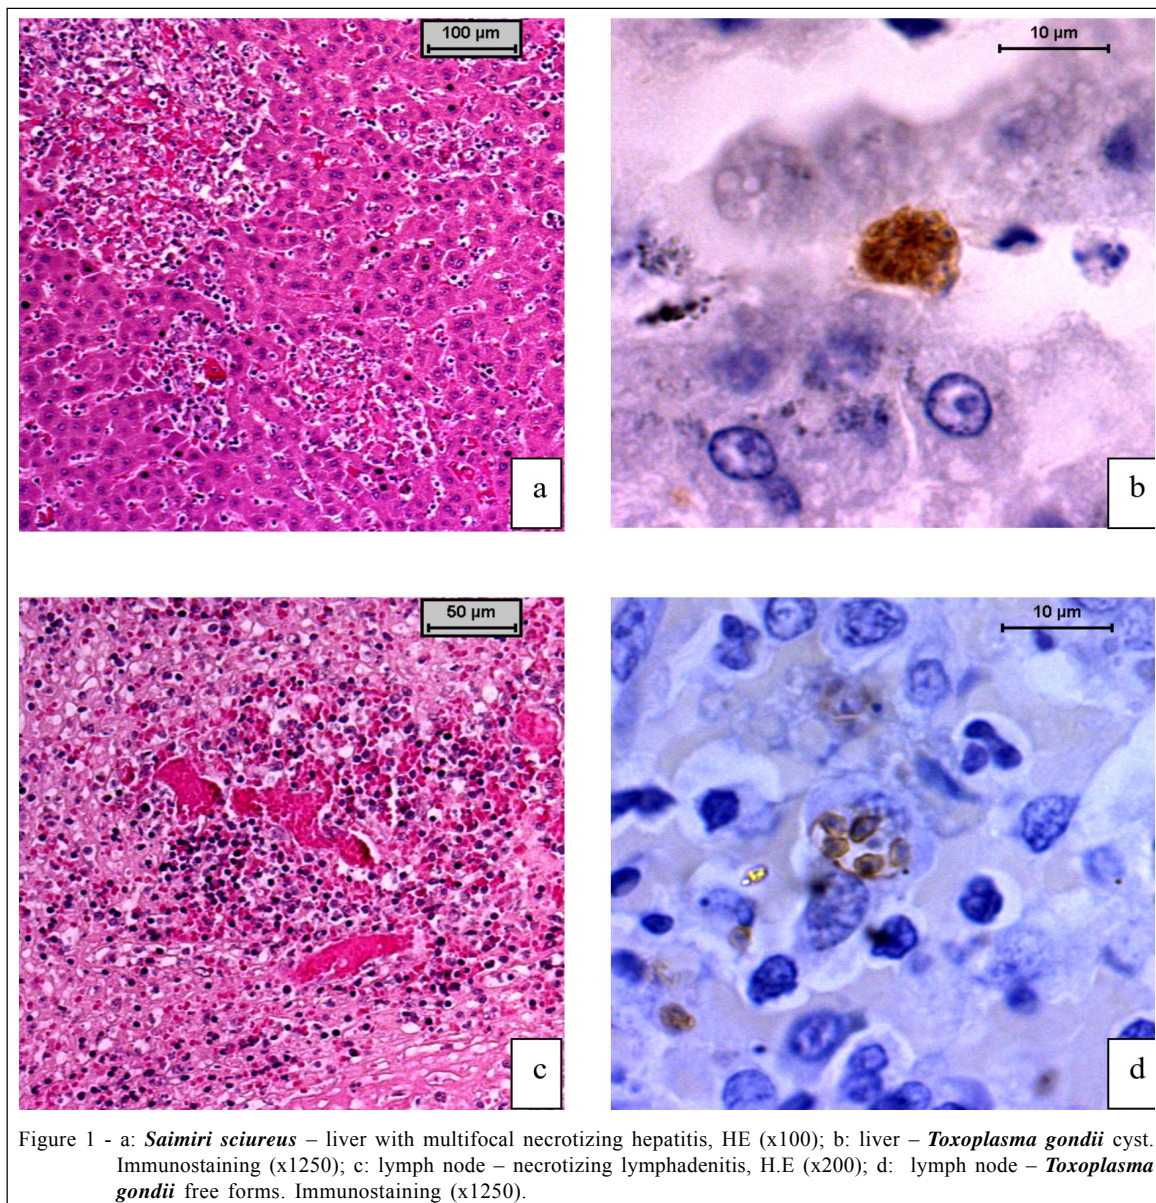 100 µm
10 µm
a
b
50 µm
10 µm
c
d
Figure 1 - a: Saimiri sciureus – liver with multifocal necrotizing hepatitis, HE (x100); b: liver – Toxoplasma gondii cyst.
Immunostaining (x1250); c: lymph node – necrotizing lymphadenitis, H.E (x200); d: lymph node – Toxoplasma
gondii free forms. Immunostaining (x1250).